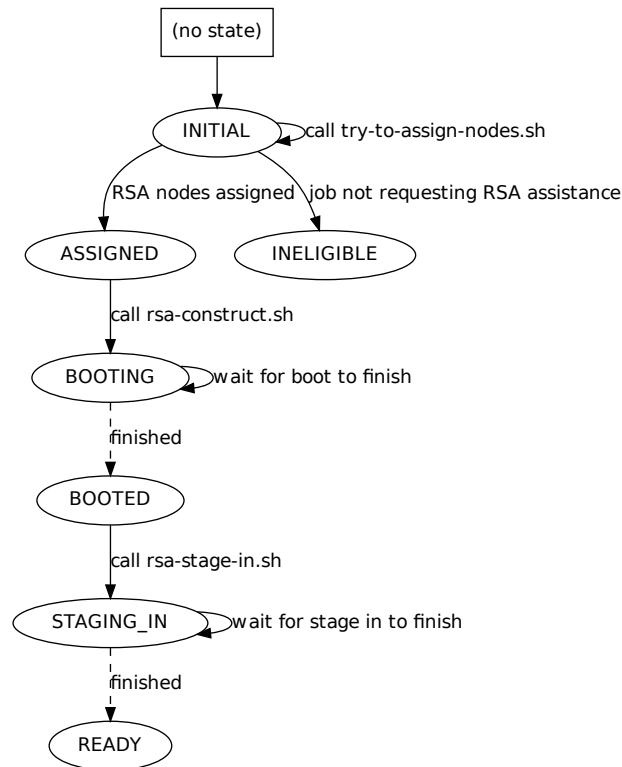 (no state)
INITIAL
call try-to-assign-nodes.sh
RSA nodes assigned
job not requesting RSA assistance
ASSIGNED
INELIGIBLE
call rsa-construct.sh
BOOTING
wait for boot to finish
finished
BOOTED
call rsa-stage-in.sh
STAGING_IN
wait for stage in to finish
finished
READY